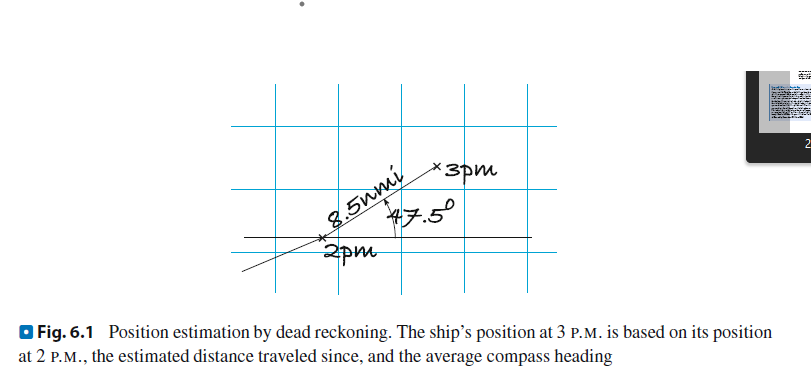 3pm
8.5nmi
47.5°
2pm
2
Fig. 6.1 Position estimation by dead reckoning. The ship's position at 3 P.M. is based on its position
at 2 P.M., the estimated distance traveled since, and the average compass heading